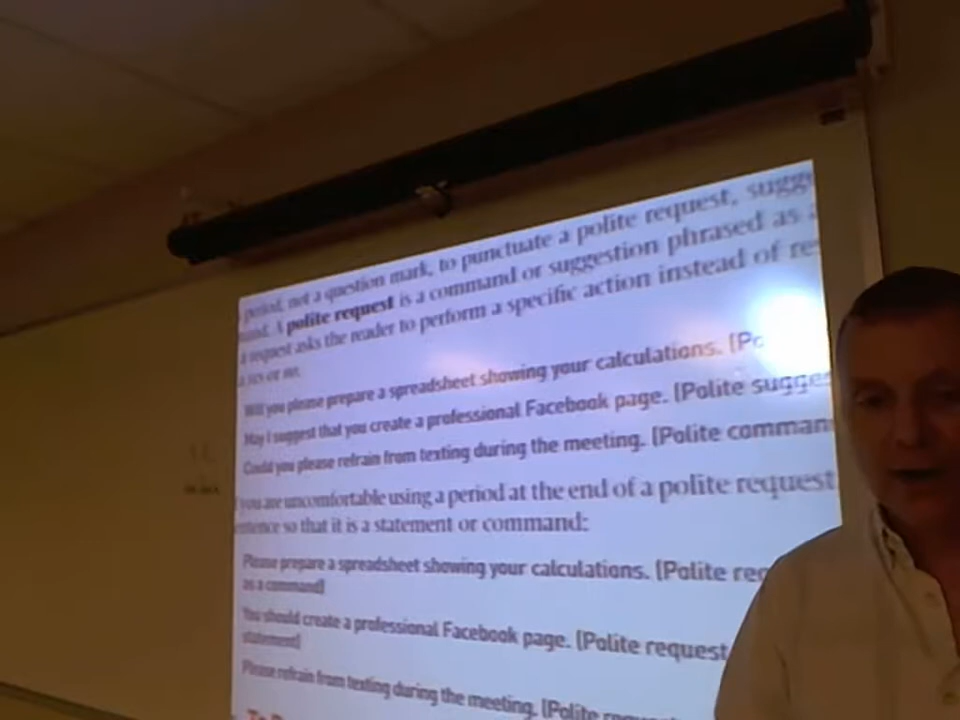 period, not a question mark, to punctuate a polite request, sugg
mand. A polite request is a command or suggestion phrased as a
a request asks the reader to perform a specific action instead of re
a yes or no.
Will you please prepare a spreadsheet showing your calculations. (Po
May I suggest that you create a professional Facebook page. (Polite sugges
Could you please refrain from texting during the meeting. (Polite comman
f you are uncomfortable using a period at the end of a polite request
entence so that it is a statement or command:
Please prepare a spreadsheet showing your calculations. (Polite req
as a command)
You should create a professional Facebook page. (Polite request
statement)
Please refrain from texting during the meeting. (Polite reque